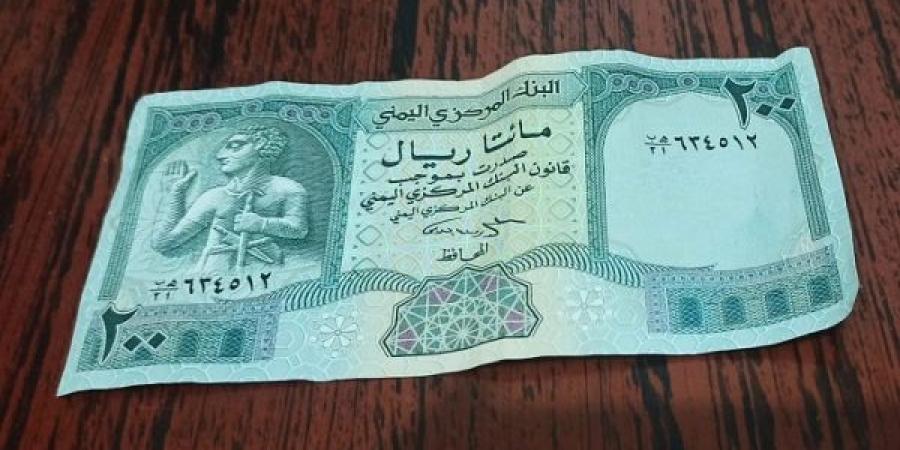 البنك المركزي اليمني
٢٠٠
مائتا ريال
٦٣٤٥١٢
صدرت بموجب
قانون البنك المركزي اليمني
عن البنك المركزي اليمني
المحافظ
٦٣٤٥١٢
٢٠٠